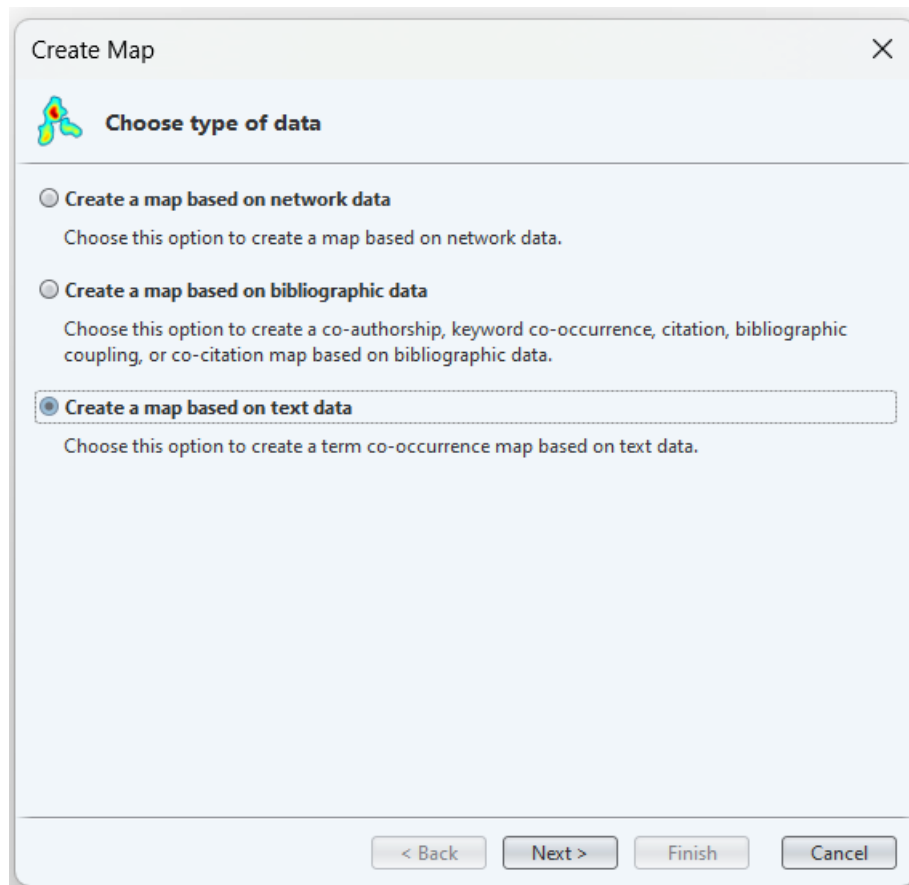 Create Map
Choose type of data
Create a map based on network data
Choose this option to create a map based on network data.
Create a map based on bibliographic data
Choose this option to create a co-authorship, keyword co-occurrence, citation, bibliographic
coupling, or co-citation map based on bibliographic data.
Create a map based on text data
Choose this option to create a term co-occurrence map based on text data.
< Back Next > Finish Cancel